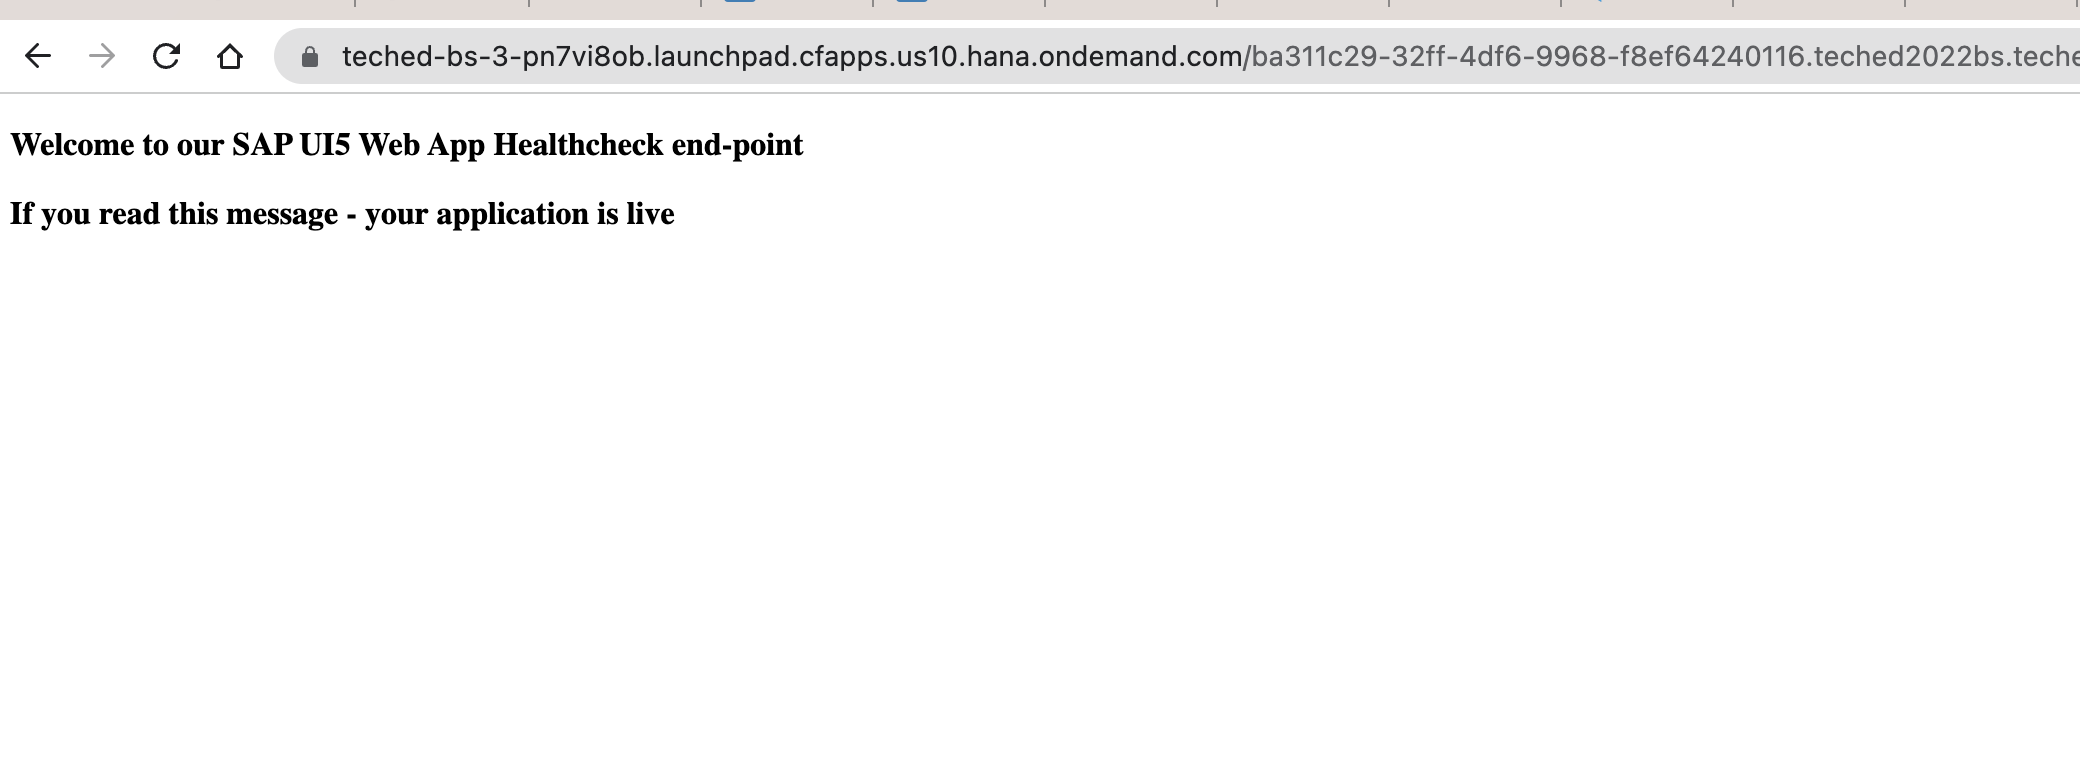 teched-bs-3-pn7vi8ob.launchpad.cfapps.us10.hana.ondemand.com/ba311c29-32ff-4df6-9968-f8ef64240116.teched2022bs.teche
Welcome to our SAP UI5 Web App Healthcheck end-point
If you read this message - your application is live